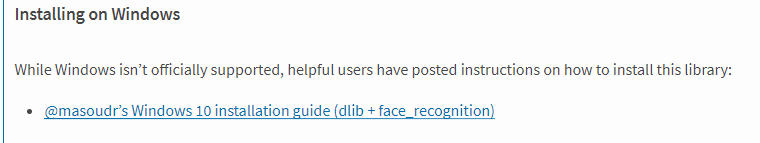 Installing on Windows
While Windows isn’t officially supported, helpful users have posted instructions on how to install this library:
• @masoudr’s Windows 10 installation guide (dlib + face_recognition)